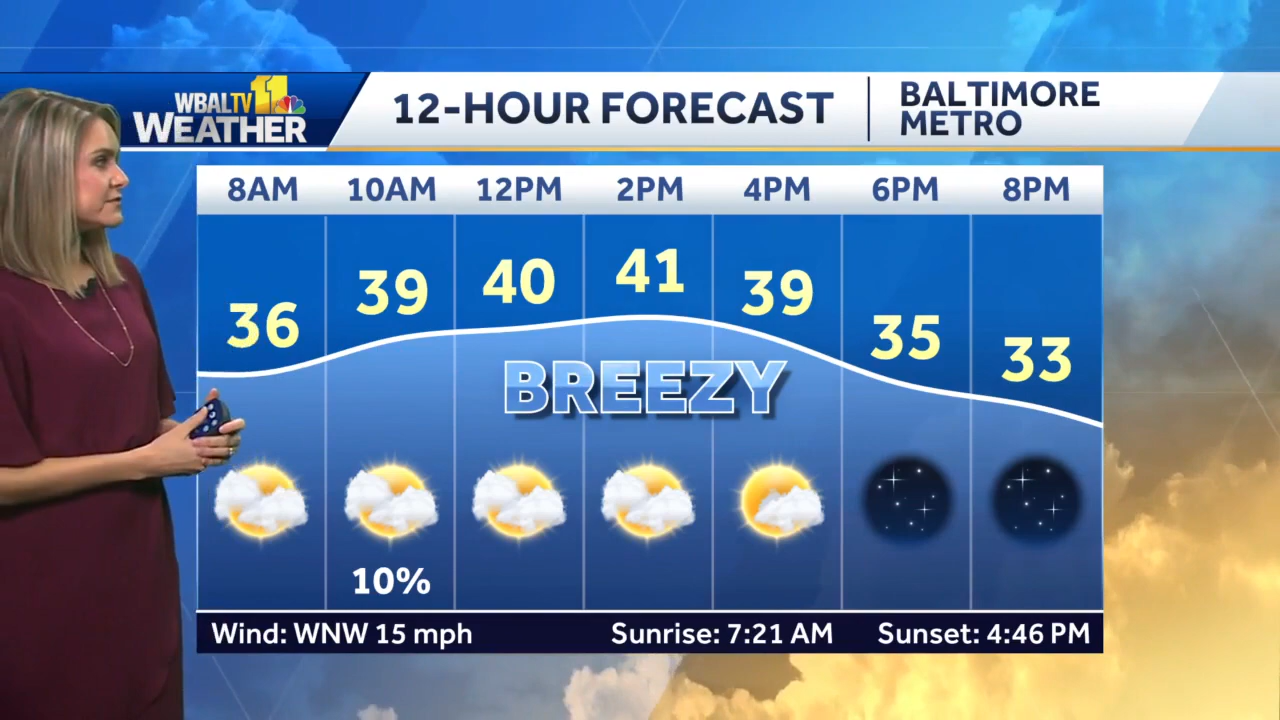 WBALTV 11
WEATHER
12-HOUR FORECAST
BALTIMORE
METRO
8AM 10AM 12PM 2PM 4PM 6PM 8PM
36 39 40 41 39 35 33
BREEZY
10%
Wind: WNW 15 mph Sunrise: 7:21 AM Sunset: 4:46 PM